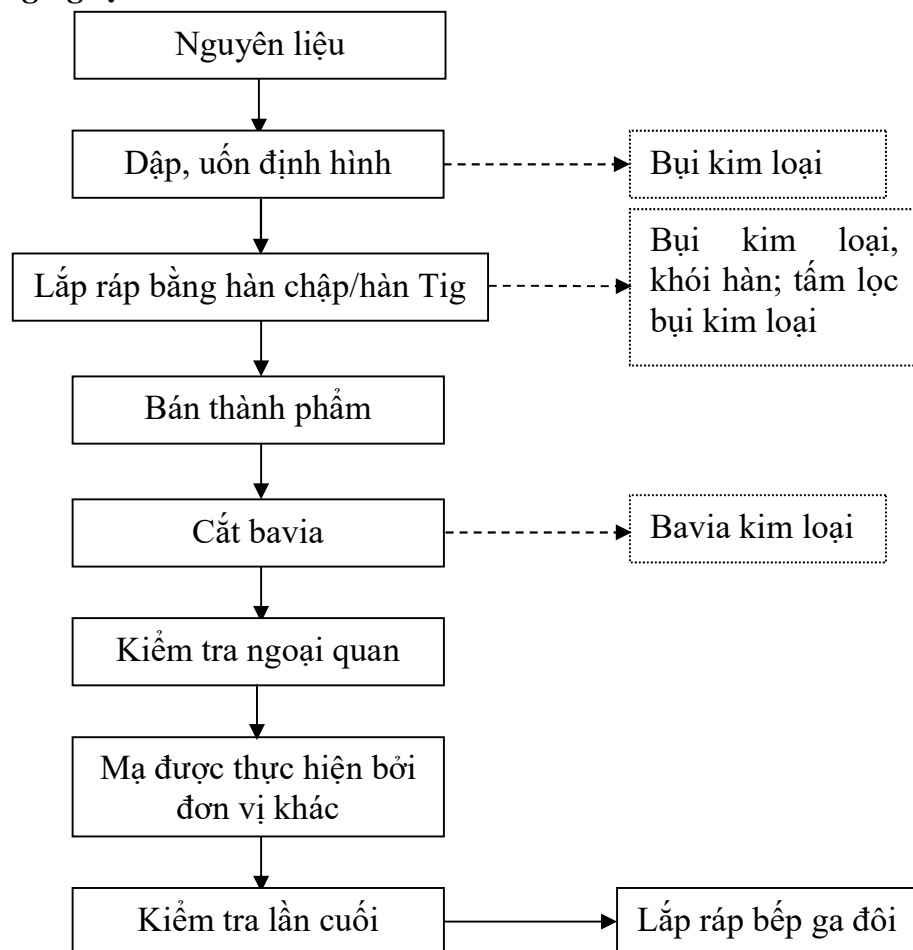 Nguyên liệu
Dập, uốn định hình
Bụi kim loại
Lắp ráp bằng hàn chập/hàn Tig
Bụi kim loại,
khói hàn; tấm lọc
bụi kim loại
Bán thành phẩm
Cắt bavia
Bavia kim loại
Kiểm tra ngoại quan
Mạ được thực hiện bởi
đơn vị khác
Kiểm tra lần cuối
Lắp ráp bếp ga đôi